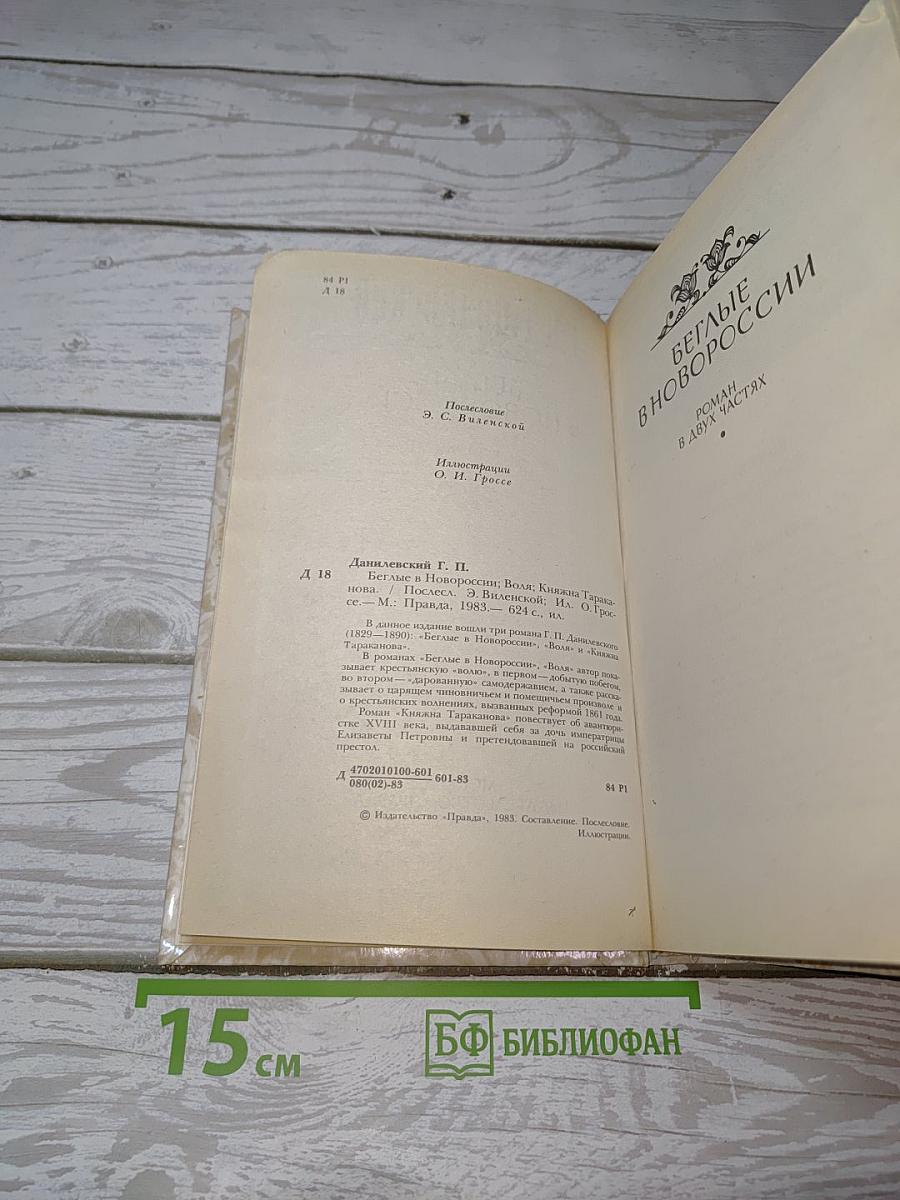 84 Р1
Д 18
Послесловие
Э. С. Виленской
Иллюстрации
О. И. Гроссе
Данилевский Г. П.
Д 18
Беглые в Новороссии; Воля; Княжна Тара-
канова. / Послесл. Э. Виленской; Ил. О. Грос-
се.— М.: Правда, 1983.— 624 с., ил.
В данное издание вошли три романа Г. П. Данилевского
(1829—1890): «Беглые в Новороссии», «Воля» и «Княжна
Тараканова».
В романах «Беглые в Новороссии», «Воля» автор пока-
зывает крестьянскую «волю», в первом — добытую побегом,
во втором — «дарованную» самодержавием, а также расска-
зывает о царящем чиновничьем и помещичьем произволе и
о крестьянских волнениях, вызванных реформой 1861 года.
Роман «Княжна Тараканова» повествует об авантюри-
стке XVIII века, выдававшей себя за дочь императрицы
Елизаветы Петровны и претендовавшей на российский
престол.
Д 4702010100-601 601-83
080(02)-83
84 Р1
© Издательство «Правда», 1983. Составление. Послесловие.
Иллюстрации.
БЕГЛЫЕ
В НОВОРОССИИ
РОМАН
В ДВУХ ЧАСТЯХ
15 см
БФ БИБЛИОФАН